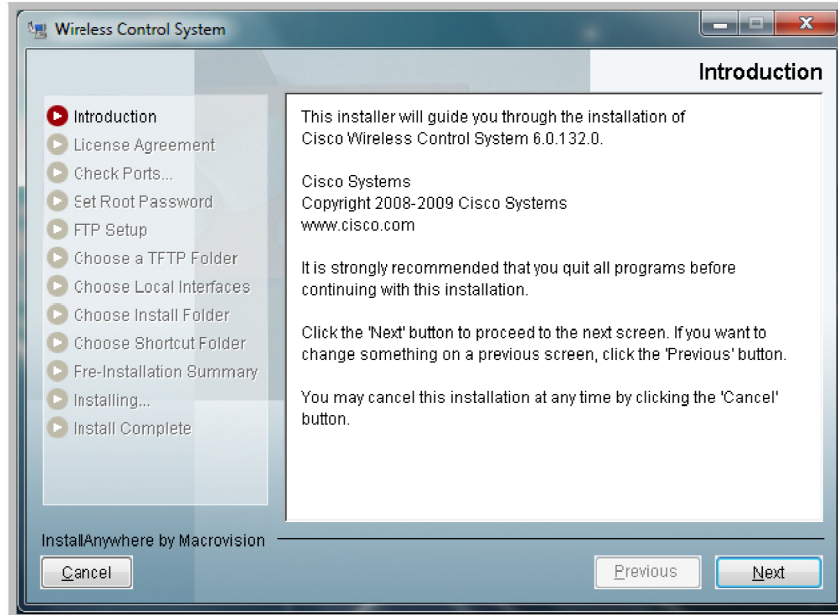 Wireless Control System
Introduction
Introduction
License Agreement
Check Ports...
Set Root Password
FTP Setup
Choose a TFTP Folder
Choose Local Interfaces
Choose Install Folder
Choose Shortcut Folder
Pre-Installation Summary
Installing...
Install Complete
This installer will guide you through the installation of
Cisco Wireless Control System 6.0.132.0.
Cisco Systems
Copyright 2008-2009 Cisco Systems
www.cisco.com
It is strongly recommended that you quit all programs before
continuing with this installation.
Click the 'Next' button to proceed to the next screen. If you want to
change something on a previous screen, click the 'Previous' button.
You may cancel this installation at any time by clicking the 'Cancel'
button.
InstallAnywhere by Macrovision
Cancel
Previous
Next